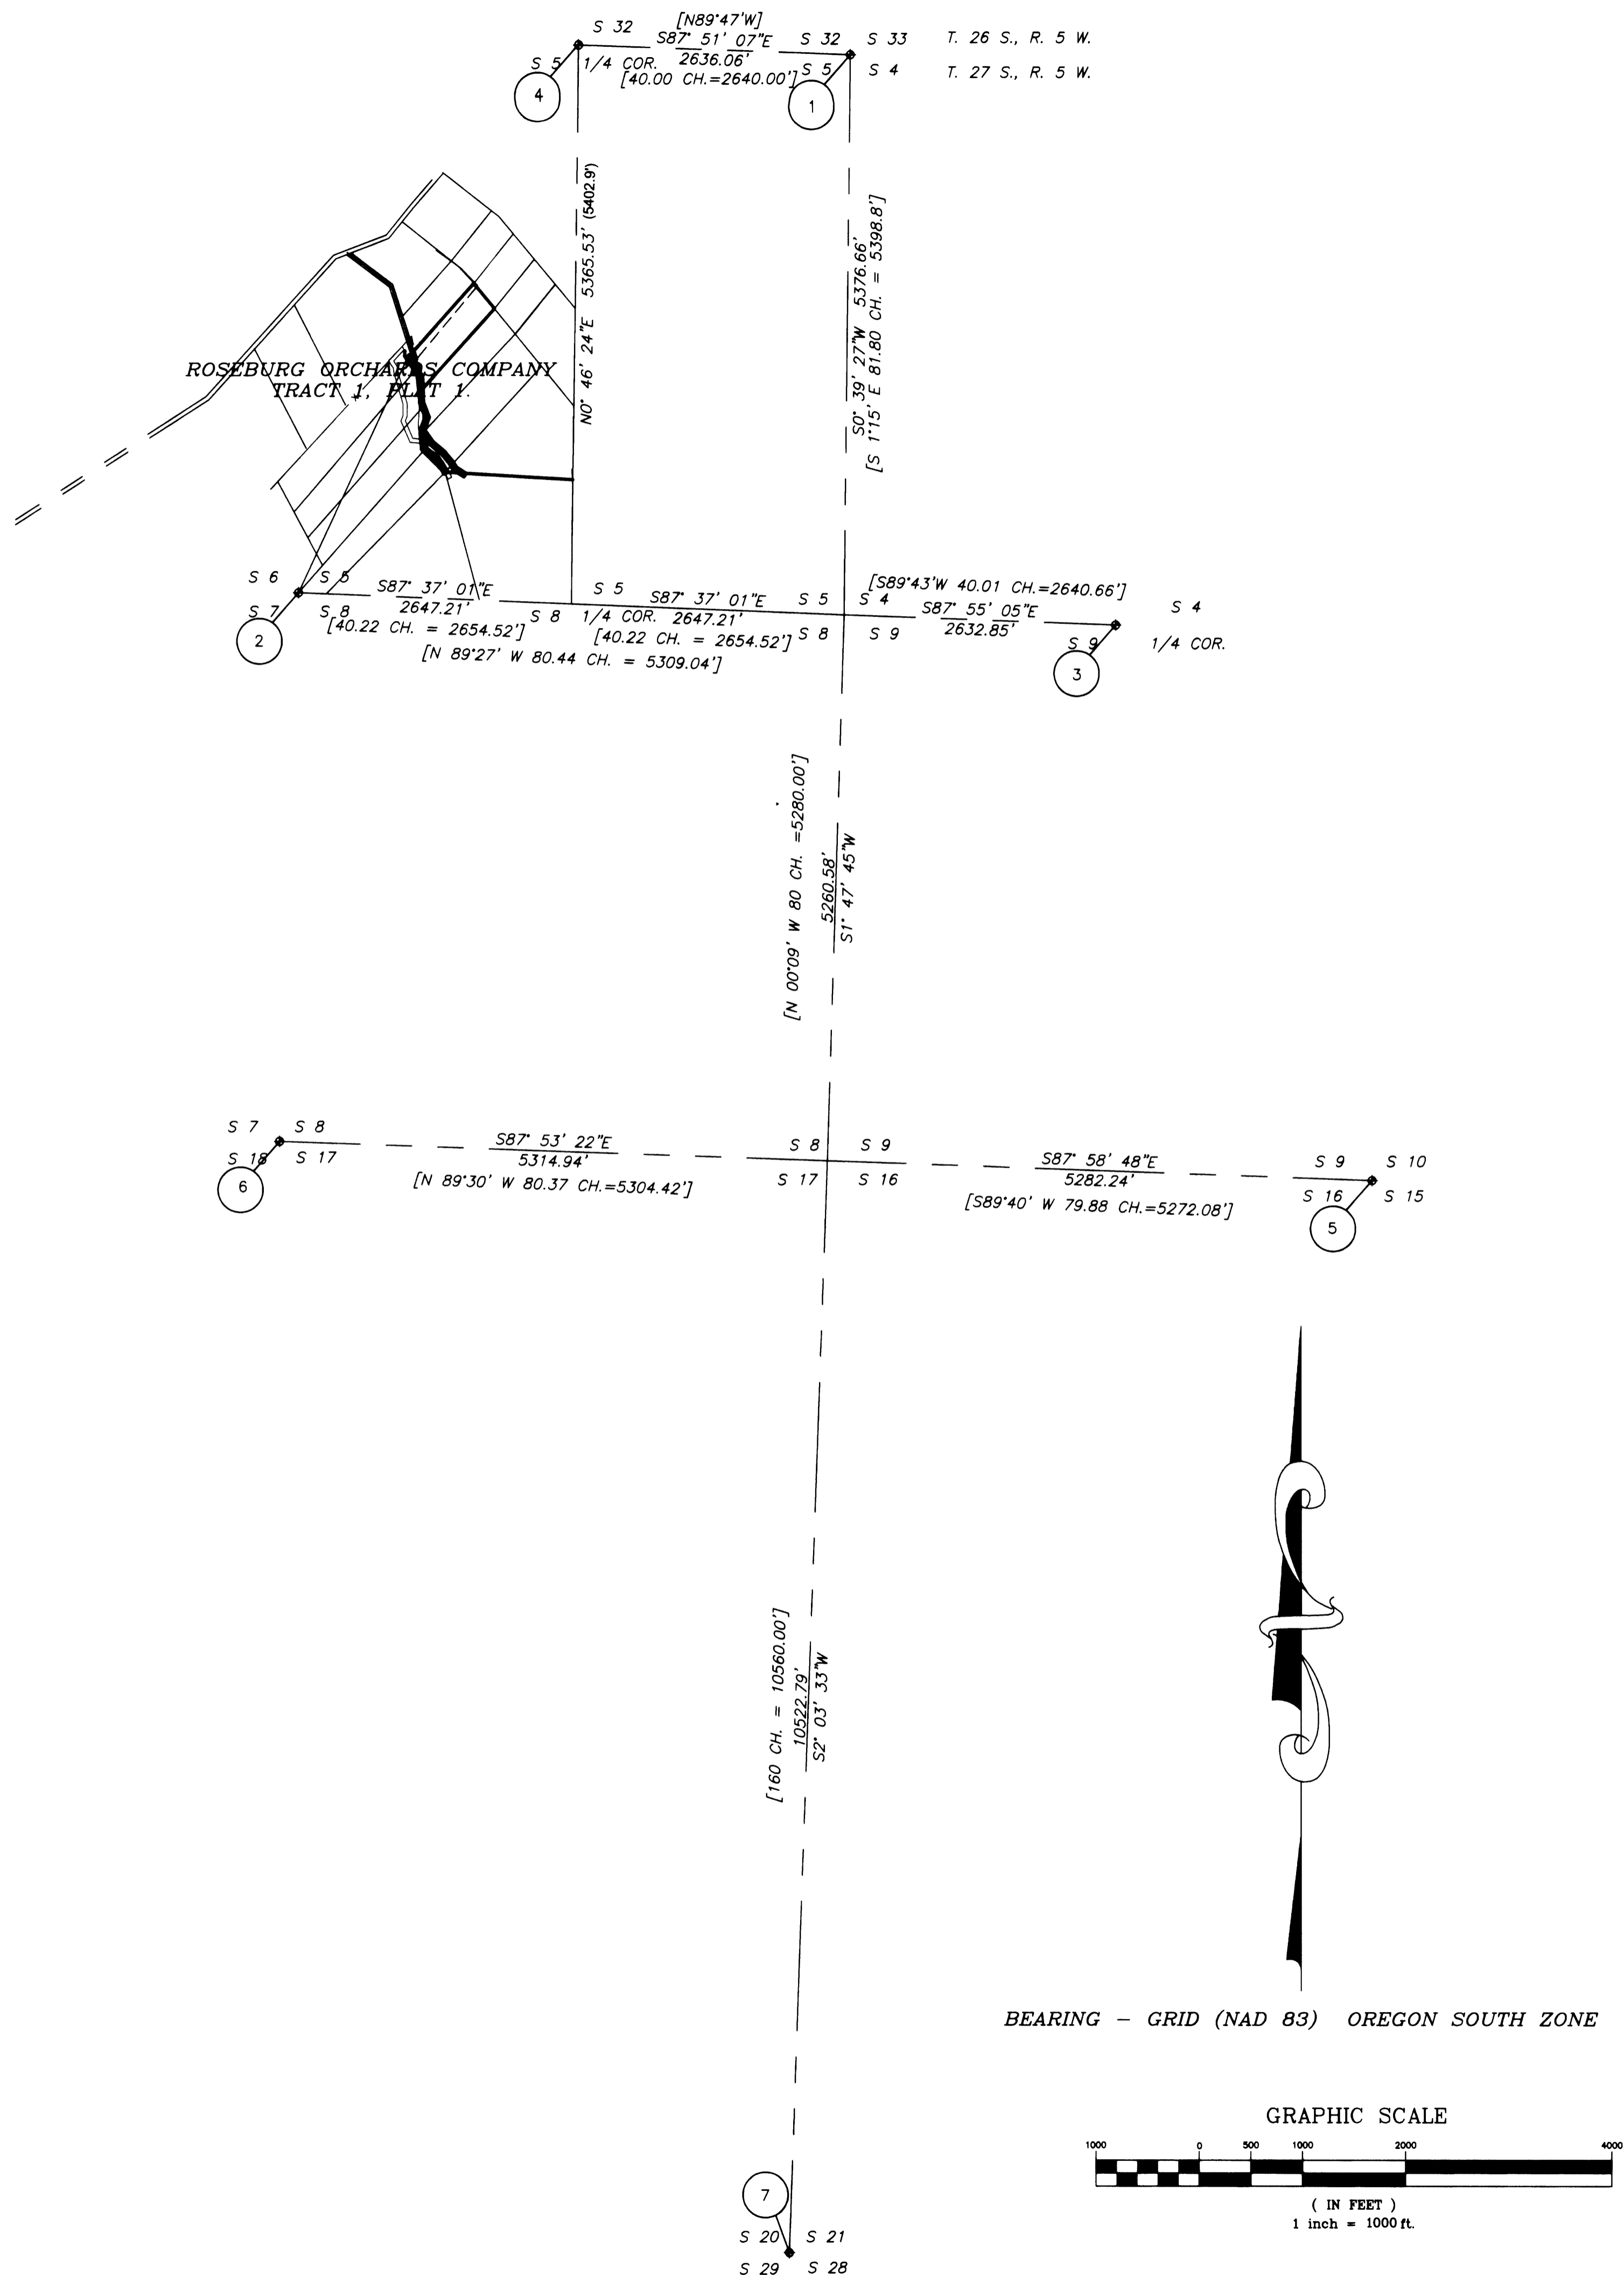 S 32
[N89°47'W]
S87° 51' 07"E
S 32
S 33
T. 26 S., R. 5 W.
S 5
1/4 COR.
2636.06'
[40.00 CH.=2640.00']
S 5
S 4
T. 27 S., R. 5 W.
4
1
N0° 46' 24"E 5365.53' (5402.9')
S0° 39' 27"W 5376.66'
[S 1°15' E 81.80 CH. = 5398.8']
ROSEBURG ORCHARDS COMPANY
TRACT 1, PLAT 1.
S 6
S 5
S87° 37' 01"E
S 5
S87° 37' 01"E
S 5
S 4
[S89°43'W 40.01 CH.=2640.66']
S87° 55' 05"E
S 4
S 7
S 8
2647.21'
S 8
1/4 COR.
2647.21'
S 8
S 9
2632.85'
S 9
1/4 COR.
[40.22 CH. = 2654.52']
[40.22 CH. = 2654.52']
[N 89°27' W 80.44 CH. = 5309.04']
2
3
[N 00°09' W 80 CH. =5280.00']
5260.58'
S1° 47' 45"W
S 7
S 8
S87° 53' 22"E
S 8
S 9
S87° 58' 48"E
S 9
S 10
S 18
S 17
5314.94'
S 17
S 16
5282.24'
S 16
S 15
[N 89°30' W 80.37 CH.=5304.42']
[S89°40' W 79.88 CH.=5272.08']
6
5
[160 CH. = 10560.00']
10522.79'
S2° 03' 33"W
BEARING - GRID (NAD 83) OREGON SOUTH ZONE
GRAPHIC SCALE
1000 0 500 1000 2000 4000
( IN FEET )
1 inch = 1000 ft.
7
S 20
S 21
S 29
S 28